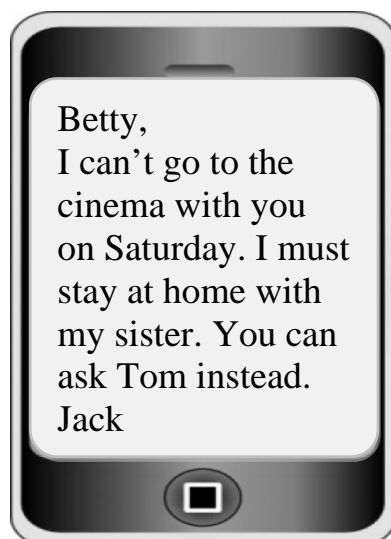 Betty,
I can’t go to the
cinema with you
on Saturday. I must
stay at home with
my sister. You can
ask Tom instead.
Jack